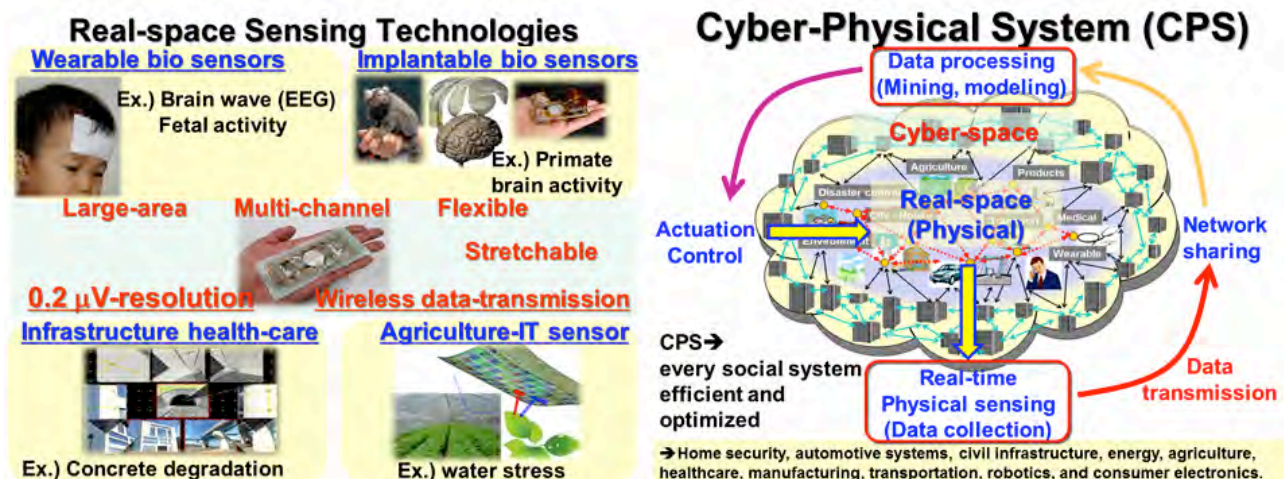 Real-space Sensing Technologies
Wearable bio sensors
Ex.) Brain wave (EEG)
Fetal activity
Implantable bio sensors
Ex.) Primate
brain activity
Large-area
Multi-channel
Flexible
Stretchable
0.2 µV-resolution
Wireless data-transmission
Infrastructure health-care
Ex.) Concrete degradation
Agriculture-IT sensor
Ex.) water stress
Cyber-Physical System (CPS)
Data processing
(Mining, modeling)
Cyber-space
Agriculture
Products
Disaster control
Real-space
(Physical)
Medical
Environment
Wearable
Actuation
Control
Network
sharing
CPS➔
every social system
efficient and
optimized
Real-time
Physical sensing
(Data collection)
Data
transmission
➔ Home security, automotive systems, civil infrastructure, energy, agriculture,
healthcare, manufacturing, transportation, robotics, and consumer electronics.